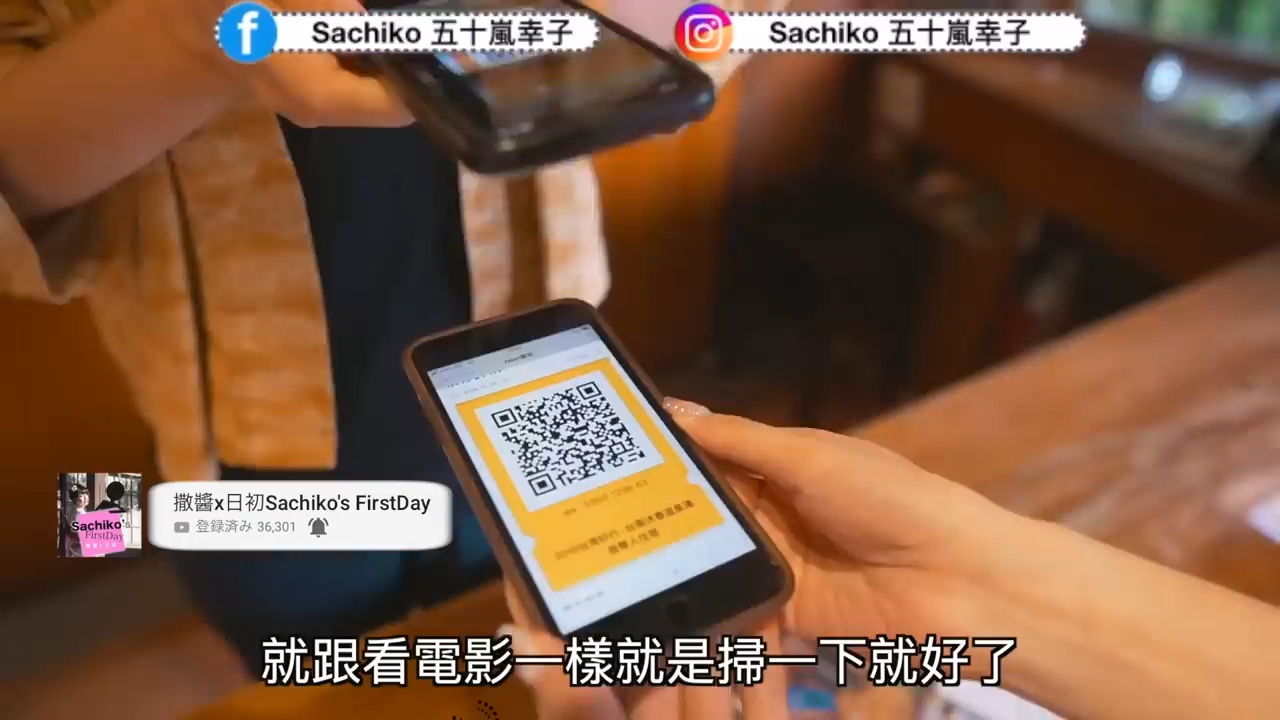 Sachiko 五十嵐幸子
Sachiko 五十嵐幸子
撒醬x日初Sachiko's FirstDay
登録済み 36,301
Sachiko's
FirstDay
就跟看電影一樣就是掃一下就好了